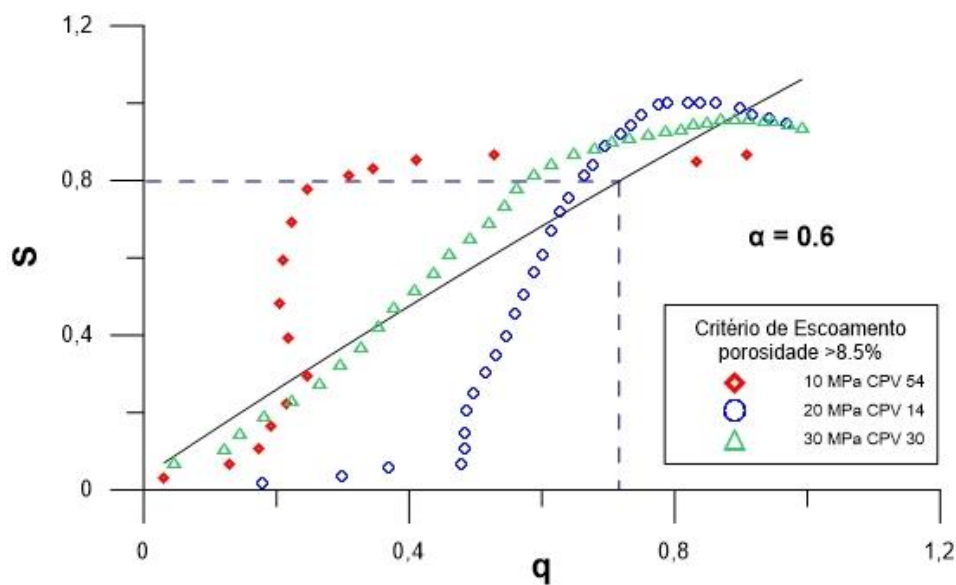 1,2
0,8
S
α = 0.6
0,4
Critério de Escoamento
porosidade >8.5%
10 MPa CPV 54
20 MPa CPV 14
30 MPa CPV 30
0
0
0,4
0,8
1,2
q